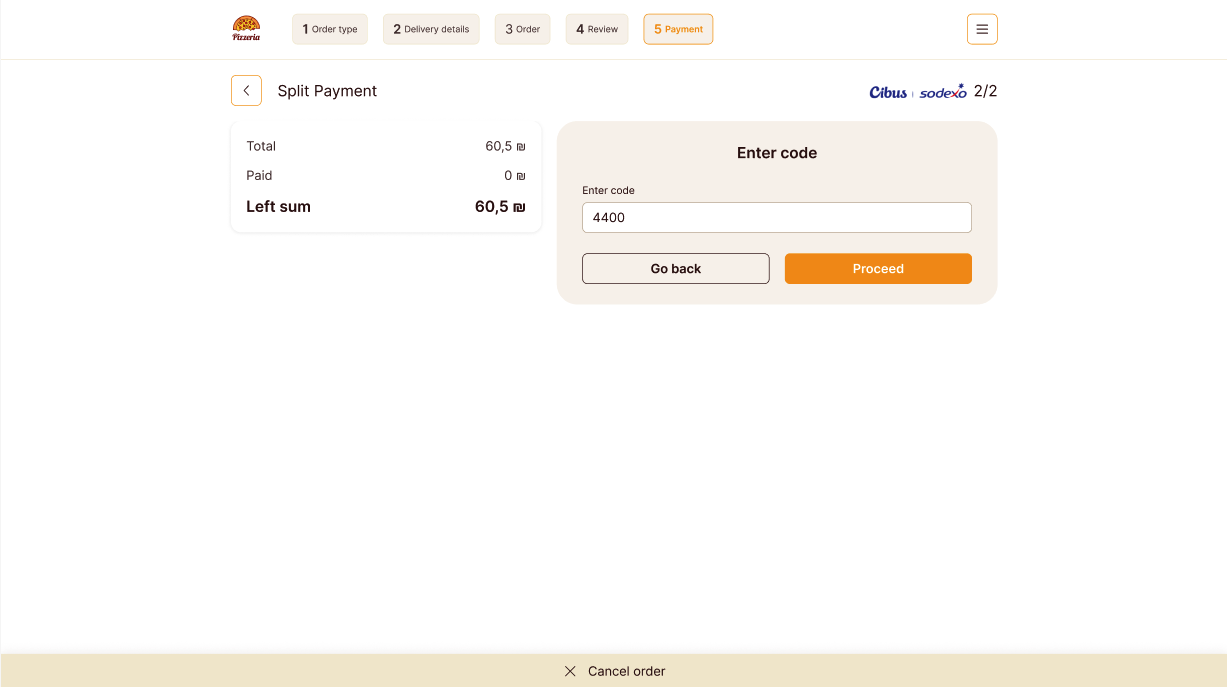 Pizzeria
1 Order type
2 Delivery details
3 Order
4 Review
5 Payment
Split Payment
Cibus | sodexo 2/2
Total 60,5 ₪
Paid 0 ₪
Left sum 60,5 ₪
Enter code
Enter code
4400
Go back
Proceed
Cancel order